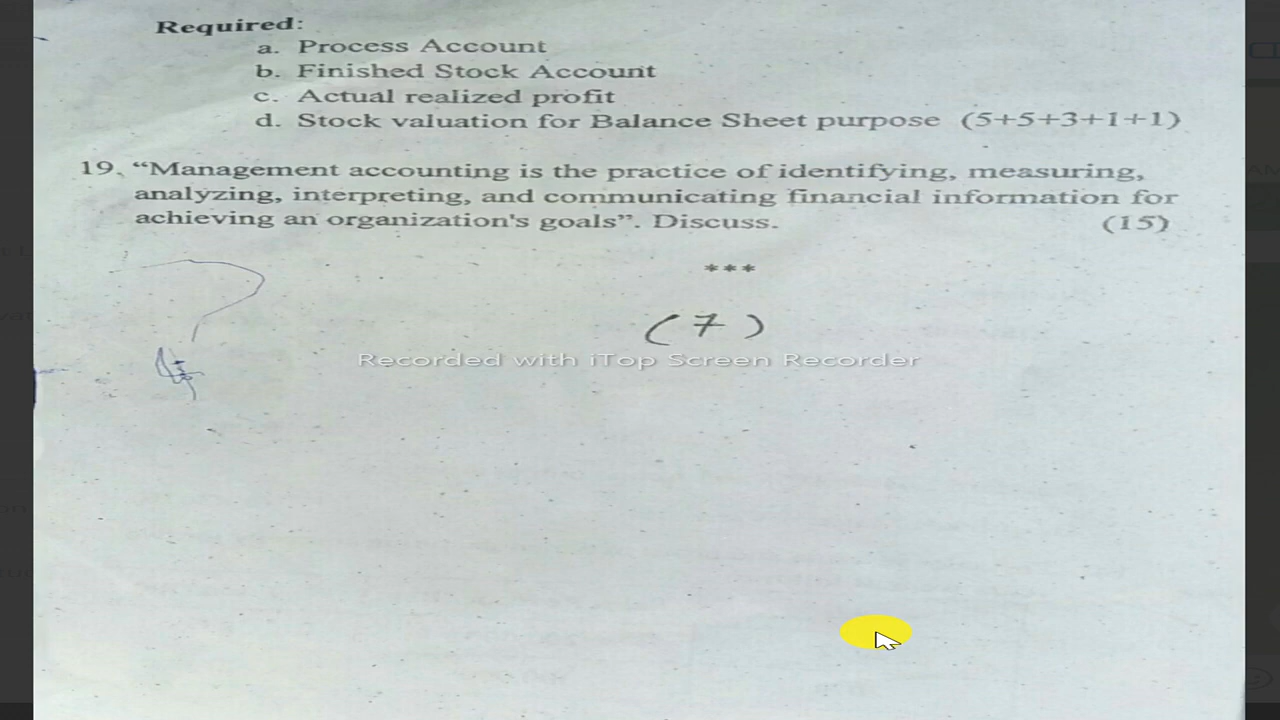 Required:
a. Process Account
b. Finished Stock Account
c. Actual realized profit
d. Stock valuation for Balance Sheet purpose (5+5+3+1+1)
19. “Management accounting is the practice of identifying, measuring,
analyzing, interpreting, and communicating financial information for
achieving an organization's goals”. Discuss. (15)
***
(7)
Recorded with iTop Screen Recorder